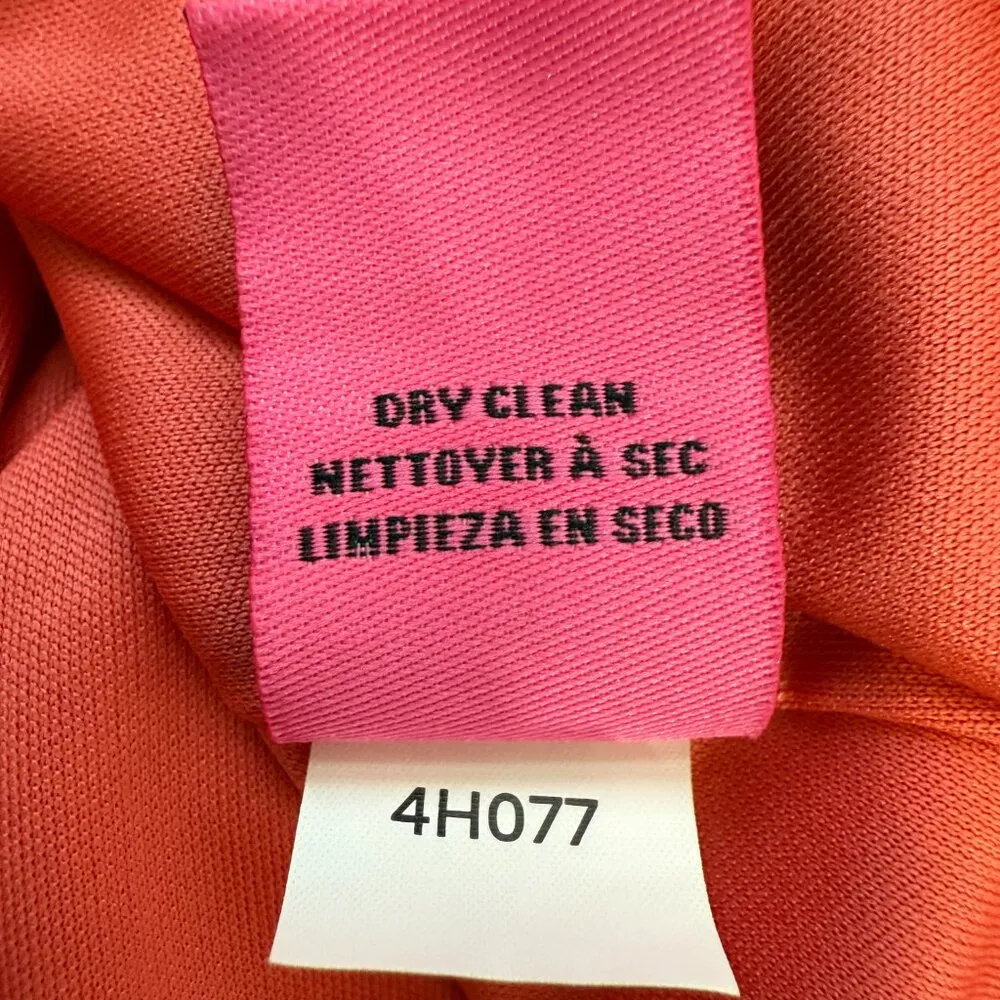 DRY CLEAN
NETTOYER À SEC
LIMPIEZA EN SECO
4H077